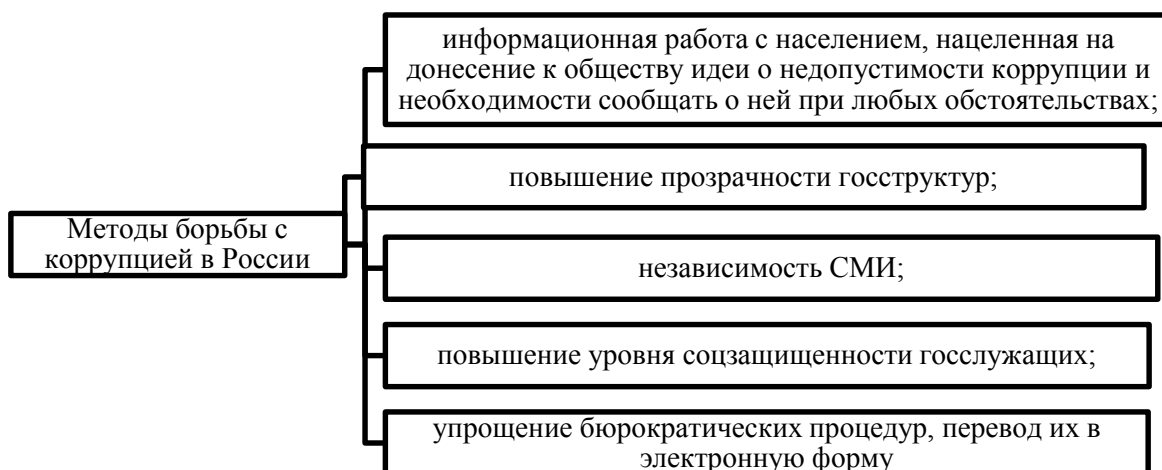 информационная работа с населением, нацеленная на
донесение к обществу идеи о недопустимости коррупции и
необходимости сообщать о ней при любых обстоятельствах;
повышение прозрачности госструктур;
Методы борьбы с
коррупцией в России
независимость СМИ;
повышение уровня соцзащищенности госслужащих;
упрощение бюрократических процедур, перевод их в
электронную форму